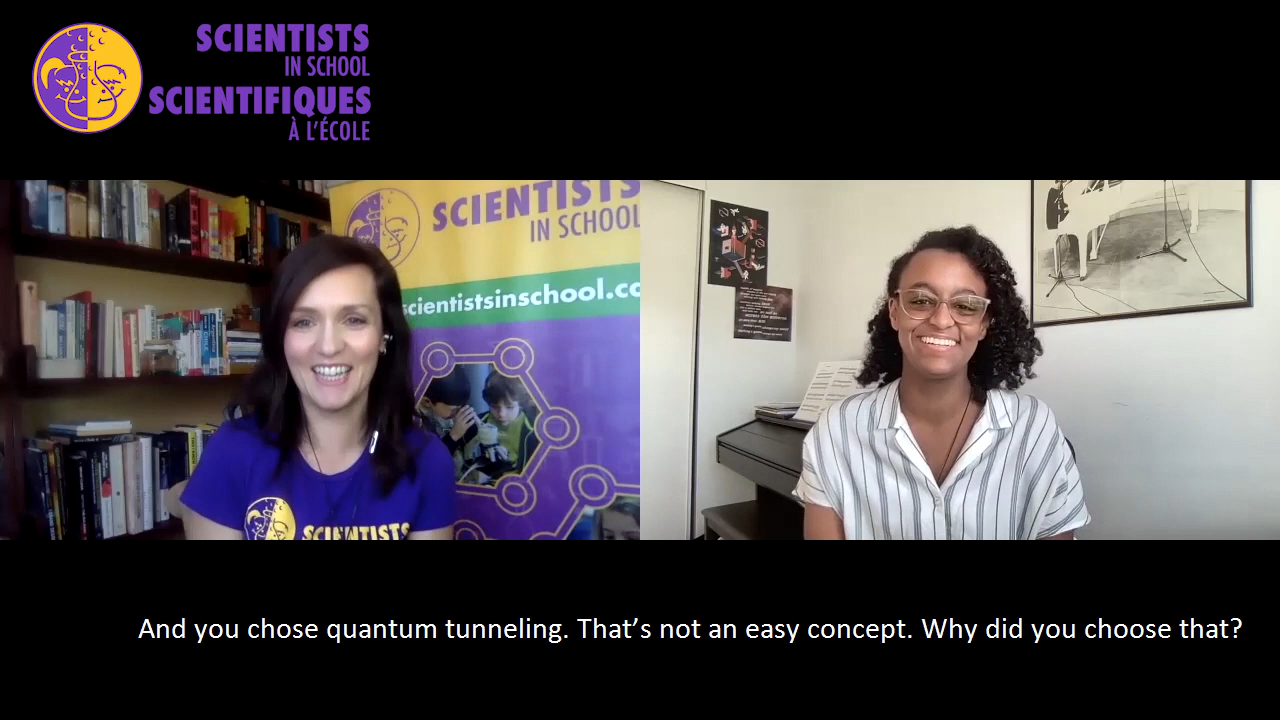 SCIENTISTS
IN SCHOOL
SCIENTIFIQUES
À L'ÉCOLE
SCIENTISTS
IN SCHOOL
scientistsinschool.co
SCIENTISTS
And you chose quantum tunneling. That's not an easy concept. Why did you choose that?